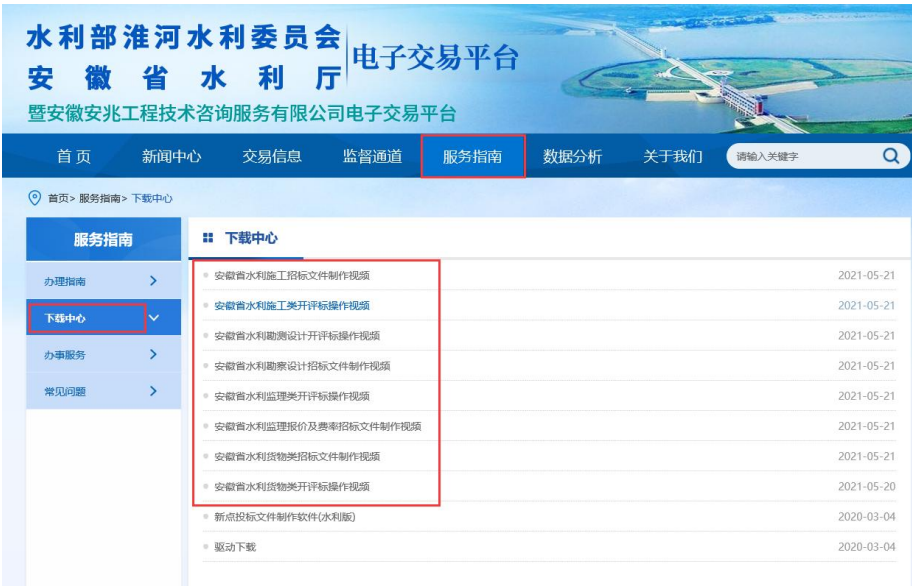 水利部淮河水利委员会
安徽省水利厅
电子交易平台
暨安徽安兆工程技术咨询服务有限公司电子交易平台
首页 新闻中心 交易信息 监督通道 服务指南 数据分析 关于我们 请输入关键字
首页> 服务指南> 下载中心
服务指南
办理指南
下载中心
办事服务
常见问题
下载中心
安徽省水利施工招标文件制作视频 2021-05-21
安徽省水利施工类开评标操作视频 2021-05-21
安徽省水利勘测设计开评标操作视频 2021-05-21
安徽省水利勘察设计招标文件制作视频 2021-05-21
安徽省水利监理类开评标操作视频 2021-05-21
安徽省水利监理报价及费率招标文件制作视频 2021-05-21
安徽省水利货物类招标文件制作视频 2021-05-21
安徽省水利货物类开评标操作视频 2021-05-20
新点投标文件制作软件(水利版) 2020-03-04
驱动下载 2020-03-04